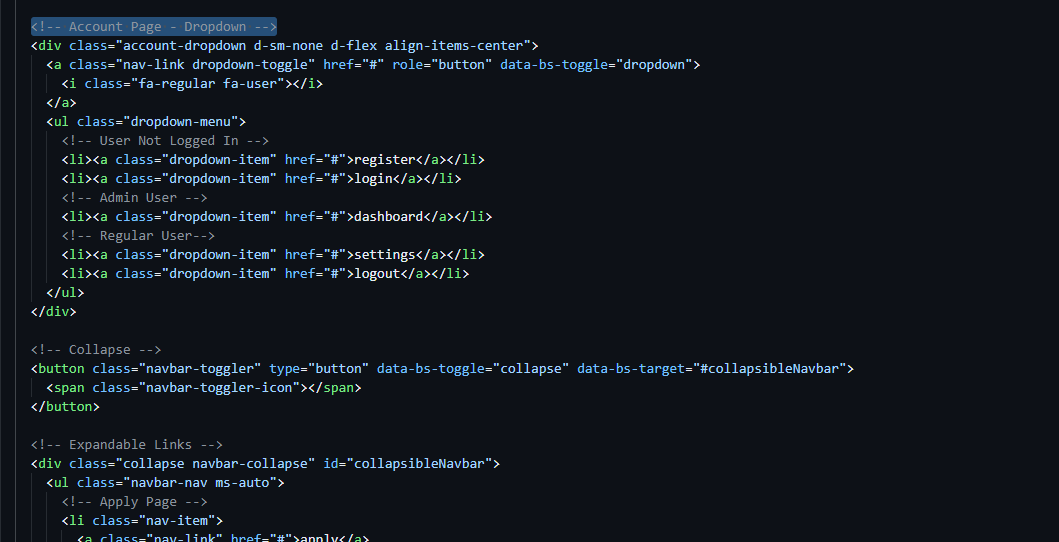 <!-- Account Page - Dropdown -->
<div class="account-dropdown d-sm-none d-flex align-items-center">
<a class="nav-link dropdown-toggle" href="#" role="button" data-bs-toggle="dropdown">
<i class="fa-regular fa-user"></i>
</a>
<ul class="dropdown-menu">
<!-- User Not Logged In -->
<li><a class="dropdown-item" href="#">register</a></li>
<li><a class="dropdown-item" href="#">login</a></li>
<!-- Admin User -->
<li><a class="dropdown-item" href="#">dashboard</a></li>
<!-- Regular User-->
<li><a class="dropdown-item" href="#">settings</a></li>
<li><a class="dropdown-item" href="#">logout</a></li>
</ul>
</div>
<!-- Collapse -->
<button class="navbar-toggler" type="button" data-bs-toggle="collapse" data-bs-target="#collapsibleNavbar">
<span class="navbar-toggler-icon"></span>
</button>
<!-- Expandable Links -->
<div class="collapse navbar-collapse" id="collapsibleNavbar">
<ul class="navbar-nav ms-auto">
<!-- Apply Page -->
<li class="nav-item">
<a class="nav-link" href="#">apply</a>